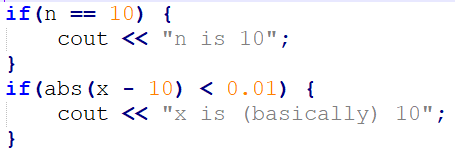 if(n == 10) {
    cout << "n is 10";
}
if(abs(x - 10) < 0.01) {
    cout << "x is (basically) 10";
}